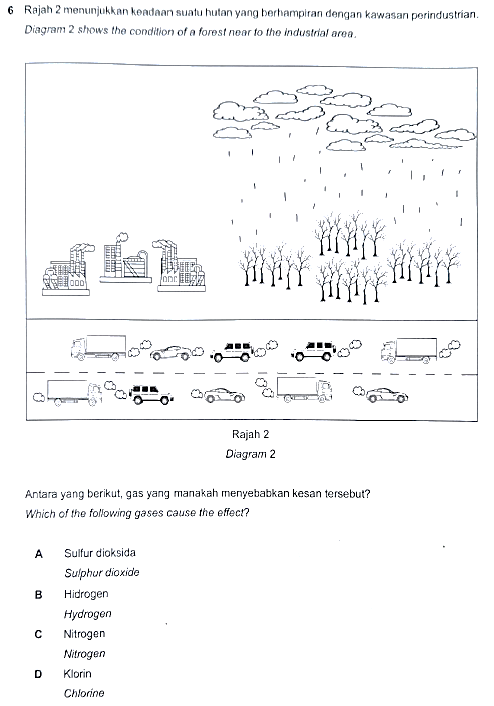 6 Rajah 2 menunjukkan keadaan suatu hutan yang berhampiran dengan kawasan perindustrian.
Diagram 2 shows the condition of a forest near to the industrial area.
Rajah 2
Diagram 2
Antara yang berikut, gas yang manakah menyebabkan kesan tersebut?
Which of the following gases cause the effect?
A Sulfur dioksida
Sulphur dioxide
B Hidrogen
Hydrogen
C Nitrogen
Nitrogen
D Klorin
Chlorine